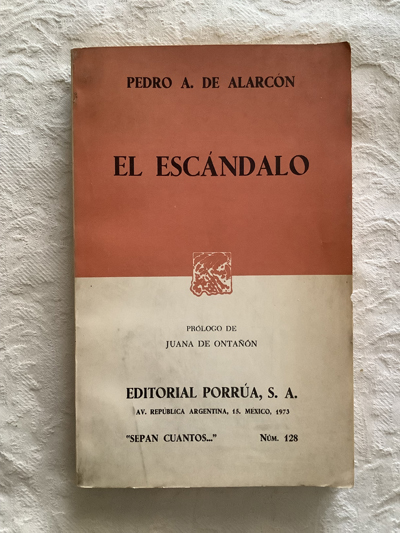 PEDRO A. DE ALARCÓN
EL ESCÁNDALO
PRÓLOGO DE
JUANA DE ONTAÑÓN
EDITORIAL PORRÚA, S. A.
AV. REPÚBLICA ARGENTINA, 15, MEXICO, 1973
"SEPAN CUANTOS..." NÚM. 128